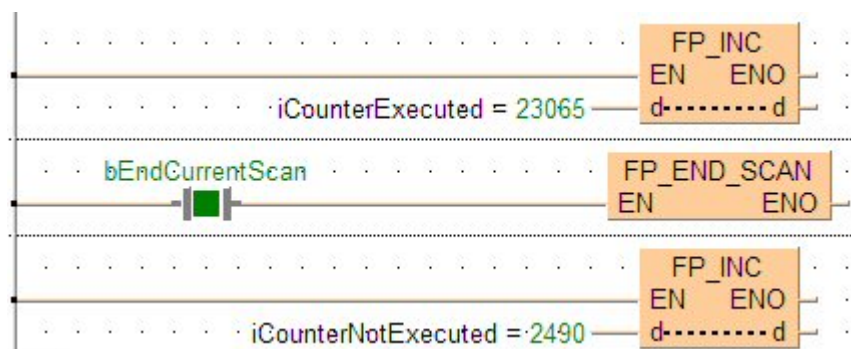 FP_INC
EN ENO
iCounterExecuted = 23065 d d
bEndCurrentScan FP_END_SCAN
EN ENO
FP_INC
EN ENO
iCounterNotExecuted = 2490 d d